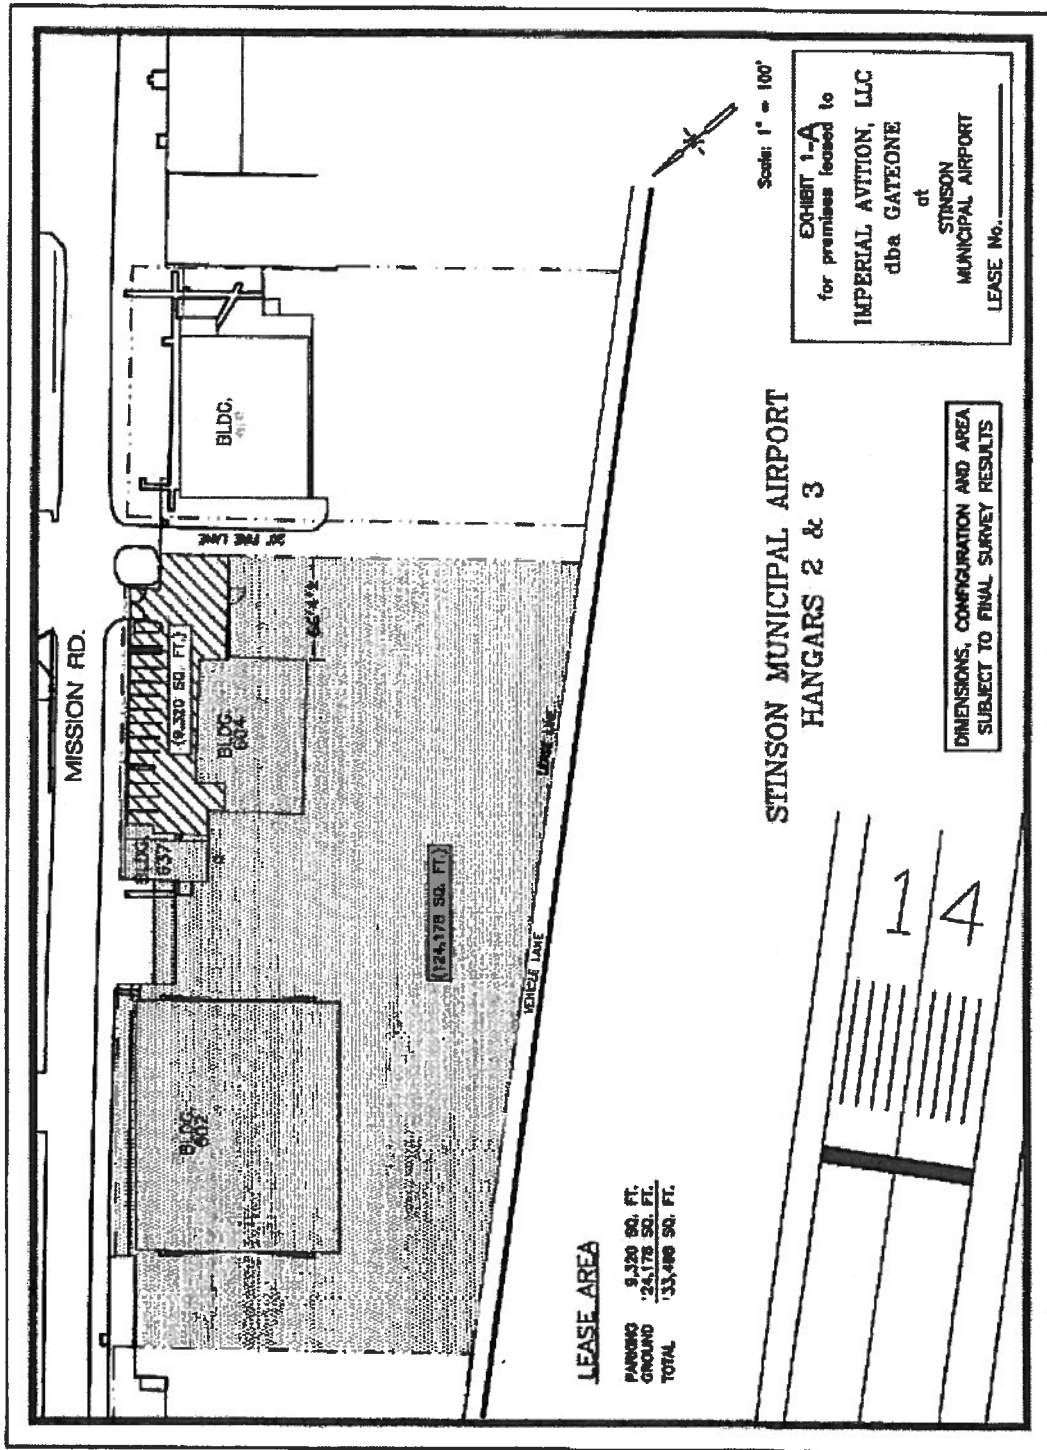 MISSION RD.
BLDG.
602
BLDG.
637
(9,320 SQ. FT.)
BLDG.
604
66'4½
FIRE LANE
BLDG.
(124,178 SQ. FT.)
VEHICLE LANE
LEASE LINE
LEASE AREA
PARKING 9,320 SQ. FT.
GROUND 124,178 SQ. FT.
TOTAL 133,498 SQ. FT.
STINSON MUNICIPAL AIRPORT
HANGARS 2 & 3
14
DIMENSIONS, CONFIGURATION AND AREA
SUBJECT TO FINAL SURVEY RESULTS
Scale: 1" = 100'
EXHIBIT 1-A
for premises leased to
IMPERIAL AVITION, LLC
dba GATEONE
at
STINSON
MUNICIPAL AIRPORT
LEASE No.